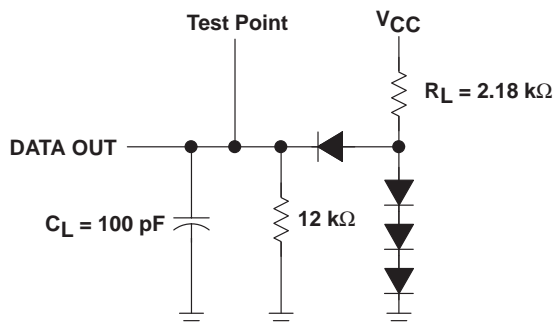 Test Point
VCC
RL = 2.18 kΩ
DATA OUT
CL = 100 pF
12 kΩ